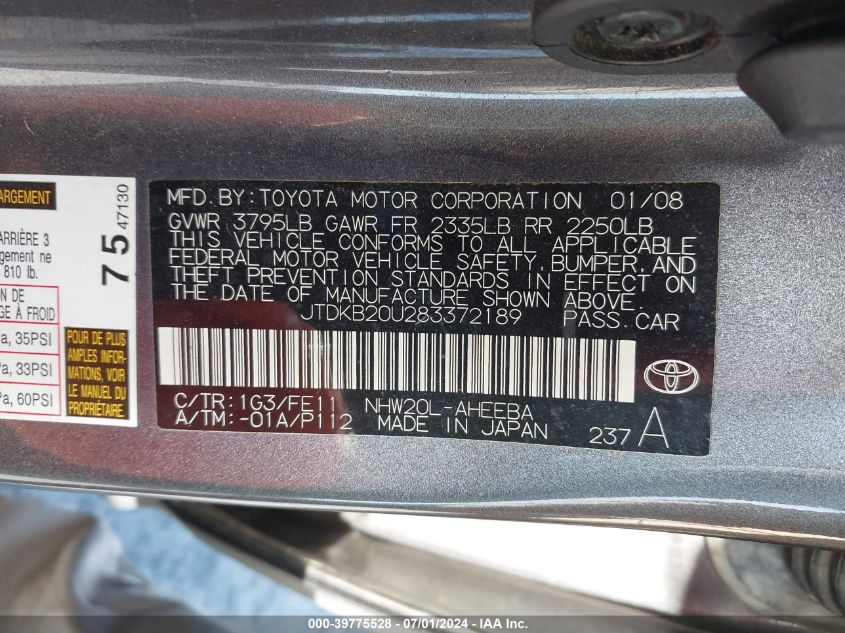 ARGEMENT
ARRIÈRE 3
gement ne
810 lb.
ON DE
GE À FROID
a, 35PSI
a, 33PSI
a, 60PSI
75
47130
POUR DE PLUS
AMPLES INFOR-
MATIONS, VOIR
LE MANUEL DU
PROPRIÉTAIRE
MFD. BY: TOYOTA MOTOR CORPORATION 01/08
GVWR 3795LB GAWR FR 2335LB RR 2250LB
THIS VEHICLE CONFORMS TO ALL APPLICABLE
FEDERAL MOTOR VEHICLE SAFETY, BUMPER, AND
THEFT PREVENTION STANDARDS IN EFFECT ON
THE DATE OF MANUFACTURE SHOWN ABOVE.
JTDKB20U283372189 PASS. CAR
C/TR: 1G3/FE11 NHW20L-AHEEBA
A/TM: -01A/P112 MADE IN JAPAN
237A
000-39775528 - 07/01/2024 - IAA Inc.